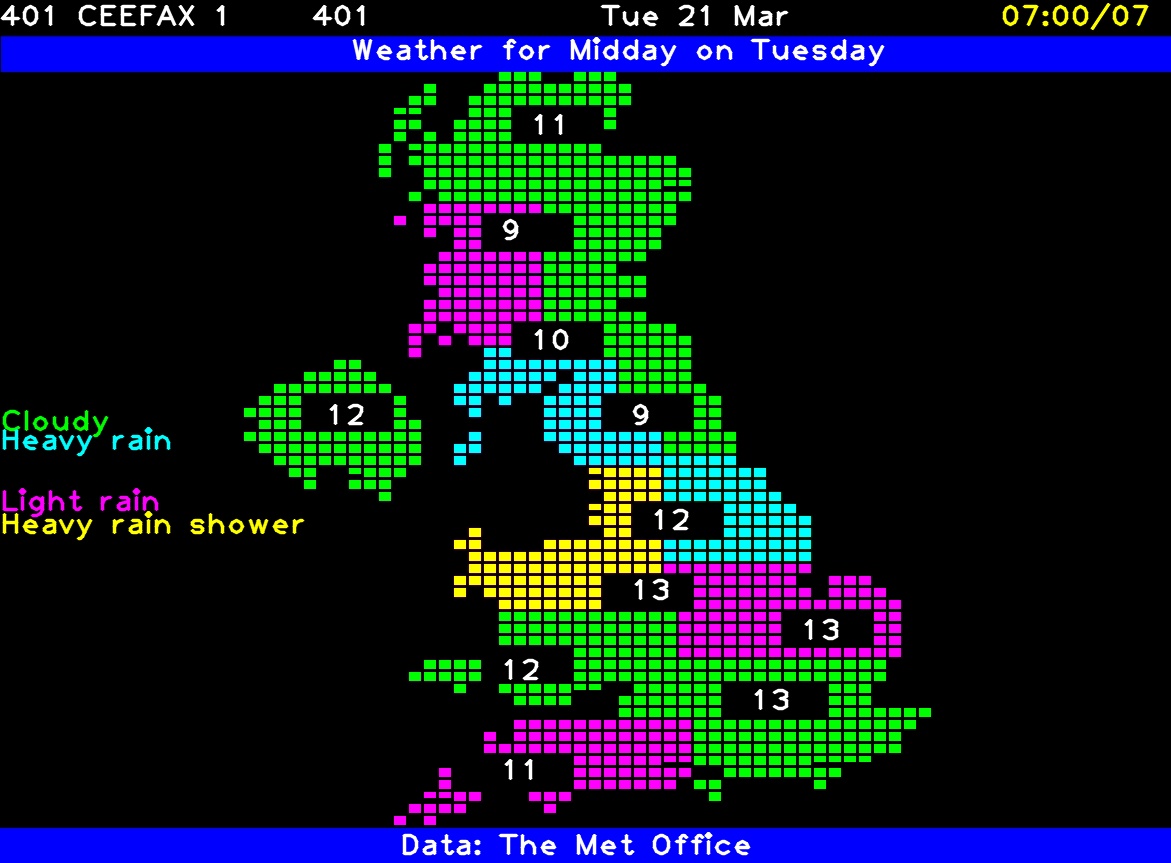 401 CEEFAX 1 401 Tue 21 Mar 07:00/07
Weather for Midday on Tuesday
11
9
10
12
9
Cloudy
Heavy rain
Light rain
12
Heavy rain shower
13
13
12
13
11
Data: The Met Office